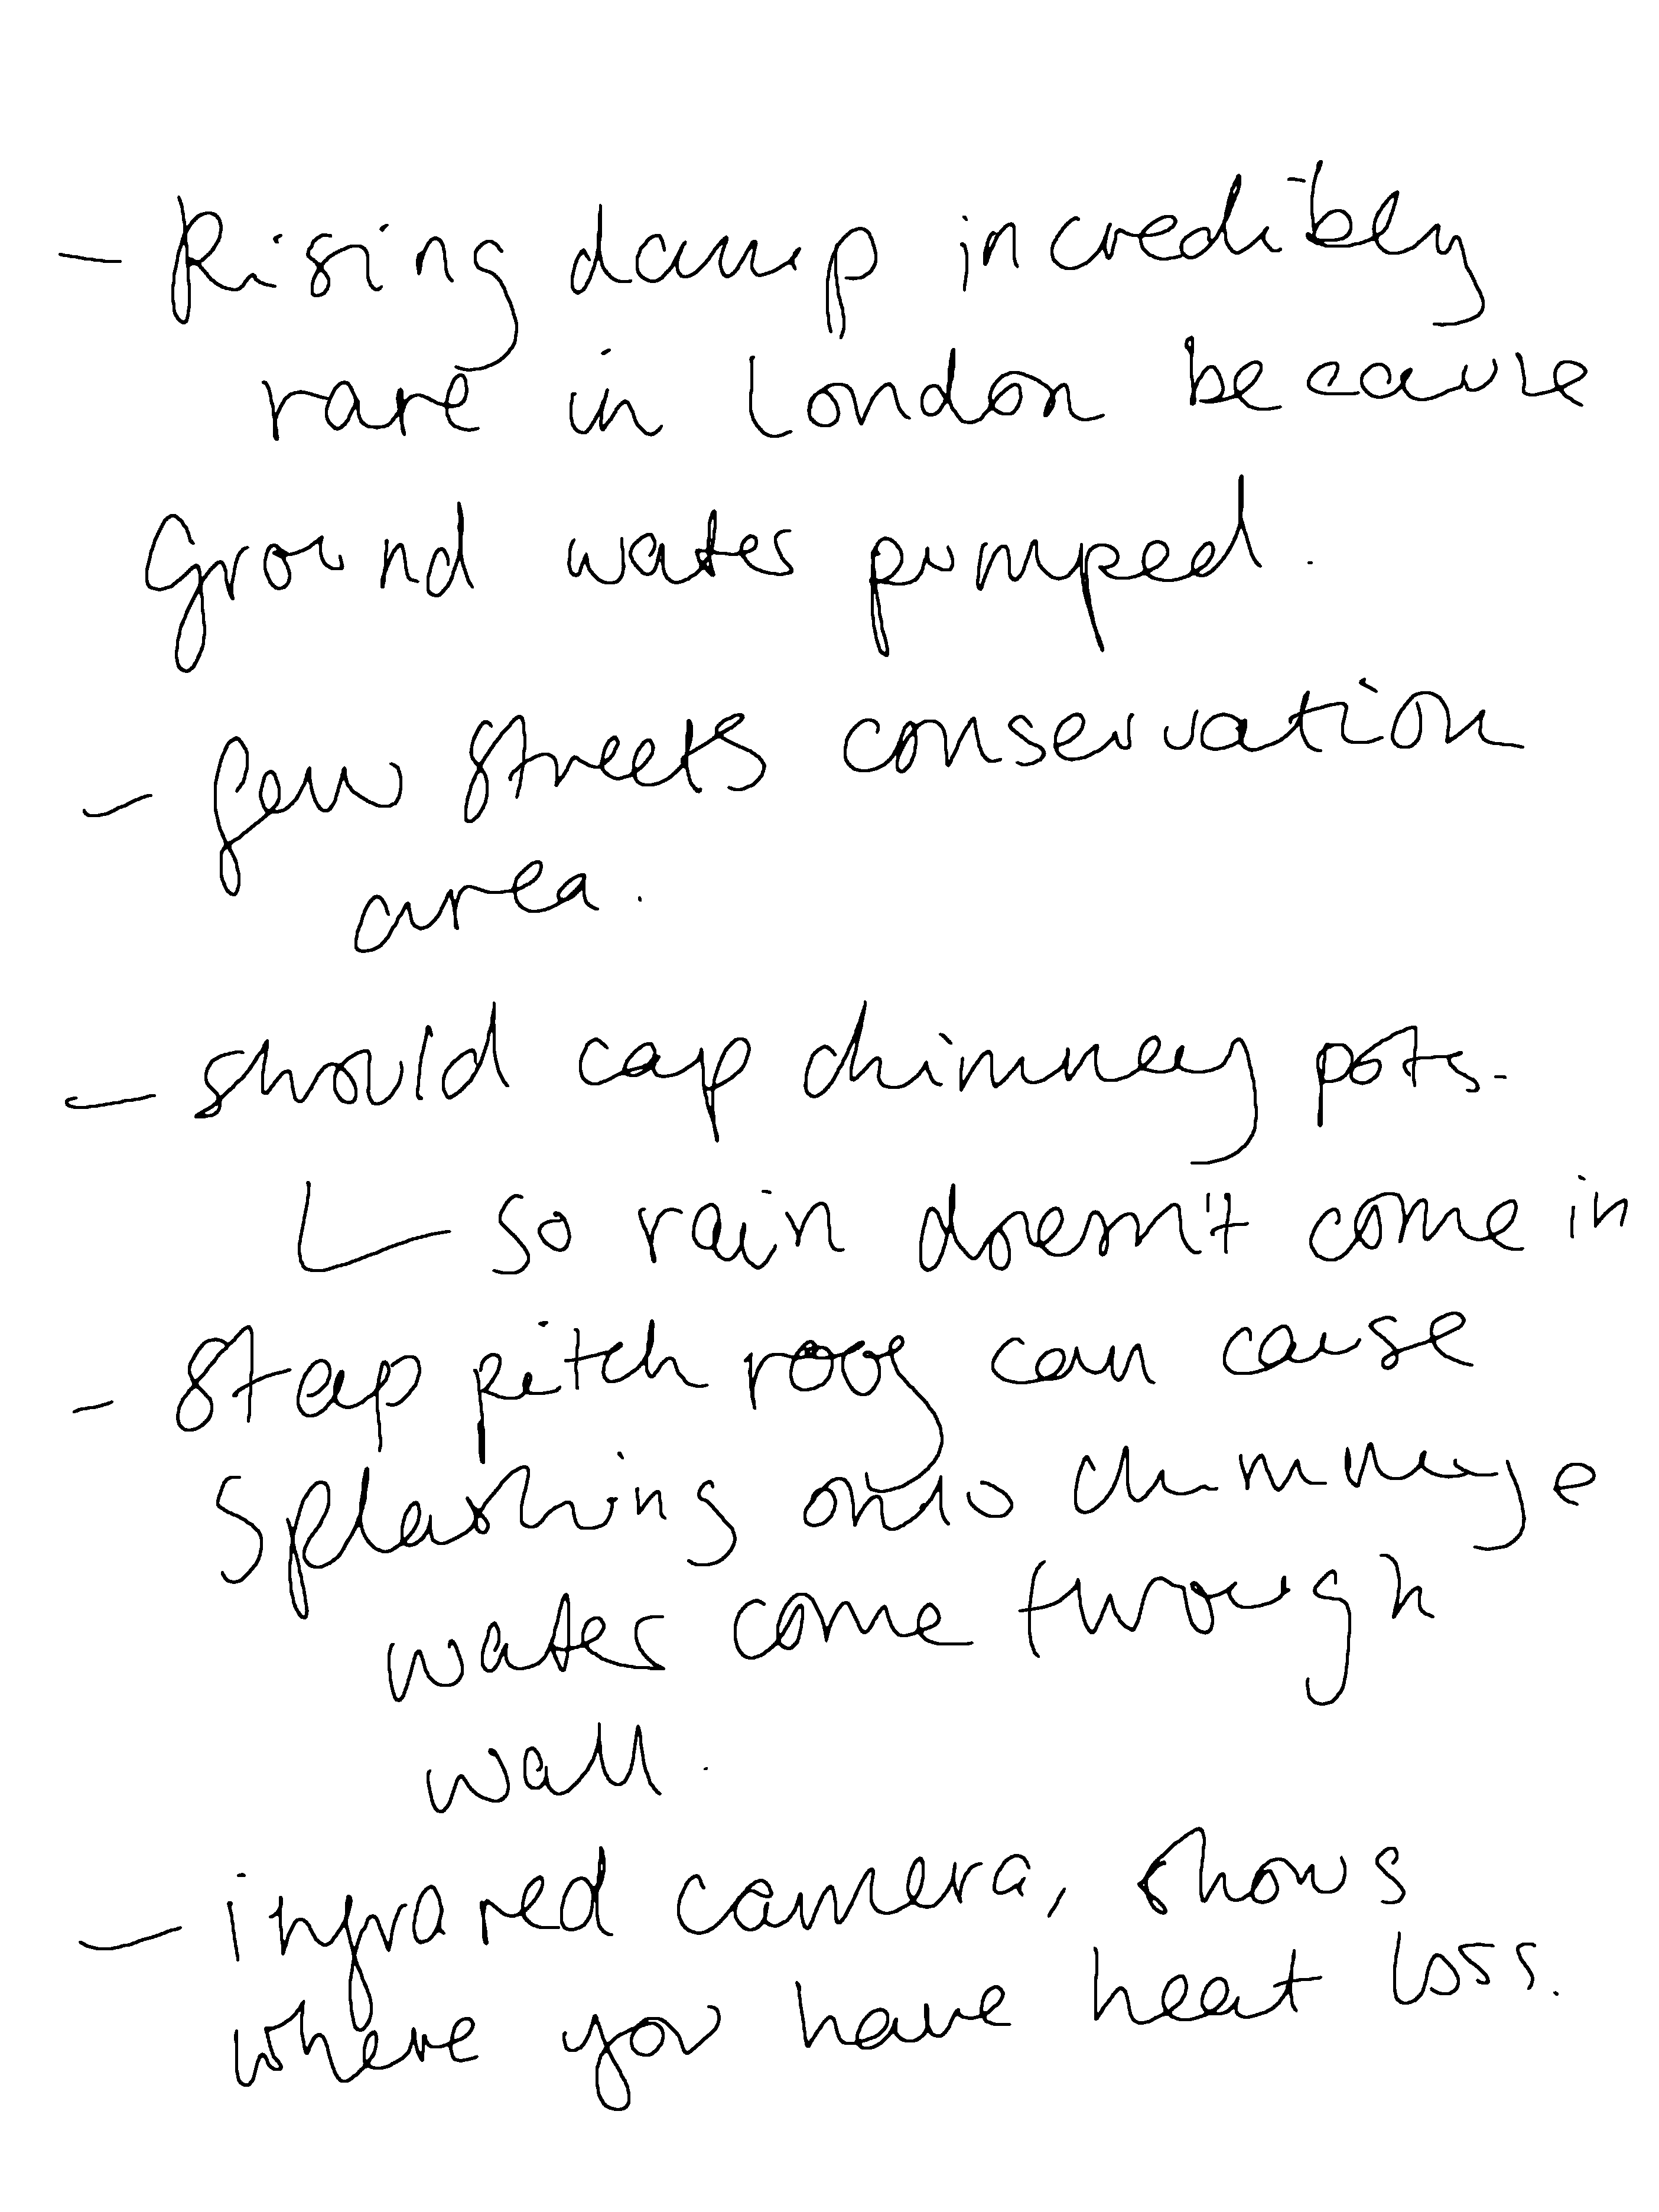 - Rising damp incredibly
rare in London because
Ground water pumped.
- few streets conservation
area.
- should cap chimney pots.
so rain doesn't come in
- Steep pitch roof can cause
splashing onto chimney e
water come through
wall.
- infrared camera, shows
where you have heat loss.